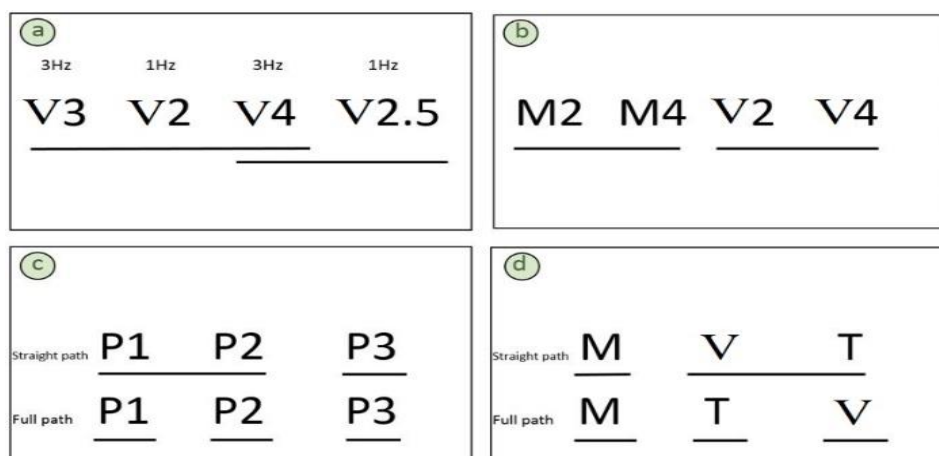 a
3Hz 1Hz 3Hz 1Hz
V3 V2 V4 V2.5
b
M2 M4 V2 V4
c
Straight path P1 P2 P3
Full path P1 P2 P3
d
Straight path M V T
Full path M T V